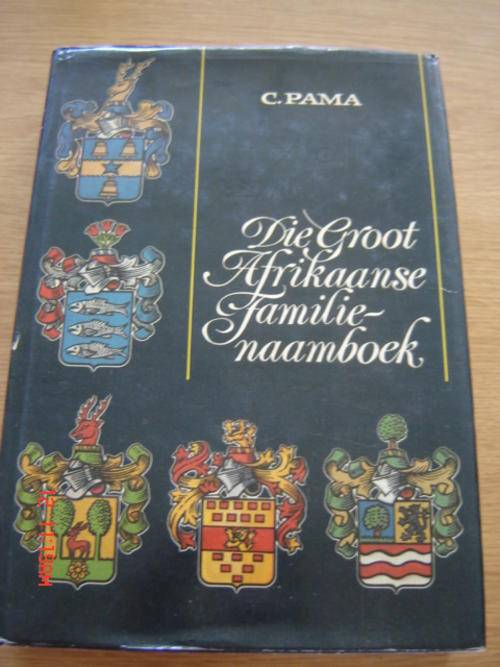 C. PAMA
Die Groot
Afrikaanse
Familie-
naamboek